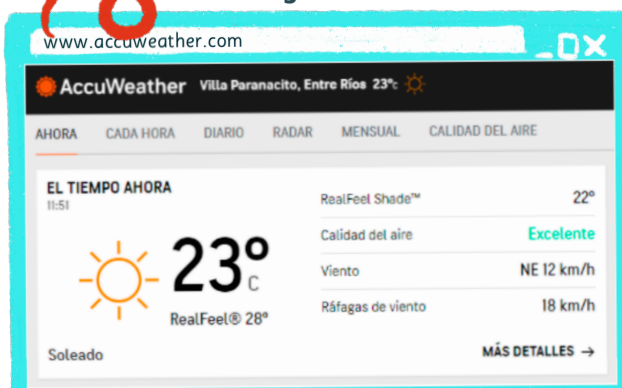 www.accuweather.com
AccuWeather Villa Paranacito, Entre Ríos 23°c
AHORA CADA HORA DIARIO RADAR MENSUAL CALIDAD DEL AIRE
EL TIEMPO AHORA
11:51
23°C
RealFeel® 28°
Soleado
RealFeel Shade™ 22°
Calidad del aire Excelente
Viento NE 12 km/h
Ráfagas de viento 18 km/h
MÁS DETALLES →